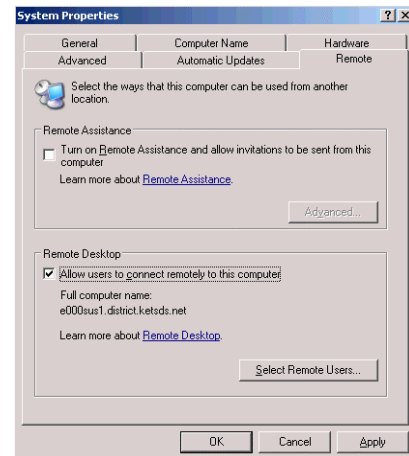 System Properties
General Computer Name Hardware
Advanced Automatic Updates Remote
Select the ways that this computer can be used from another
location.
Remote Assistance
Turn on Remote Assistance and allow invitations to be sent from this
computer
Learn more about Remote Assistance.
Advanced...
Remote Desktop
Allow users to connect remotely to this computer
Full computer name:
e000sus1.district.ketsds.net
Learn more about Remote Desktop.
Select Remote Users...
OK Cancel Apply